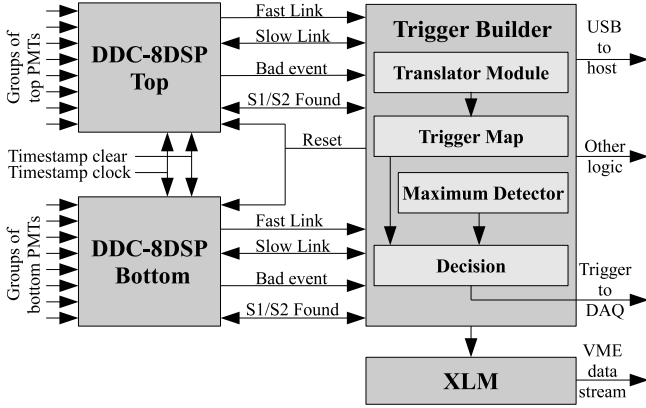 Groups of
top PMTs
DDC-8DSP
Top
Fast Link
Slow Link
Bad event
S1/S2 Found
Reset
Timestamp clear
Timestamp clock
Groups of
bottom PMTs
DDC-8DSP
Bottom
Fast Link
Slow Link
Bad event
S1/S2 Found
Trigger Builder
Translator Module
Trigger Map
Maximum Detector
Decision
XLM
USB
to
host
Other
logic
Trigger
to
DAQ
VME
data
stream